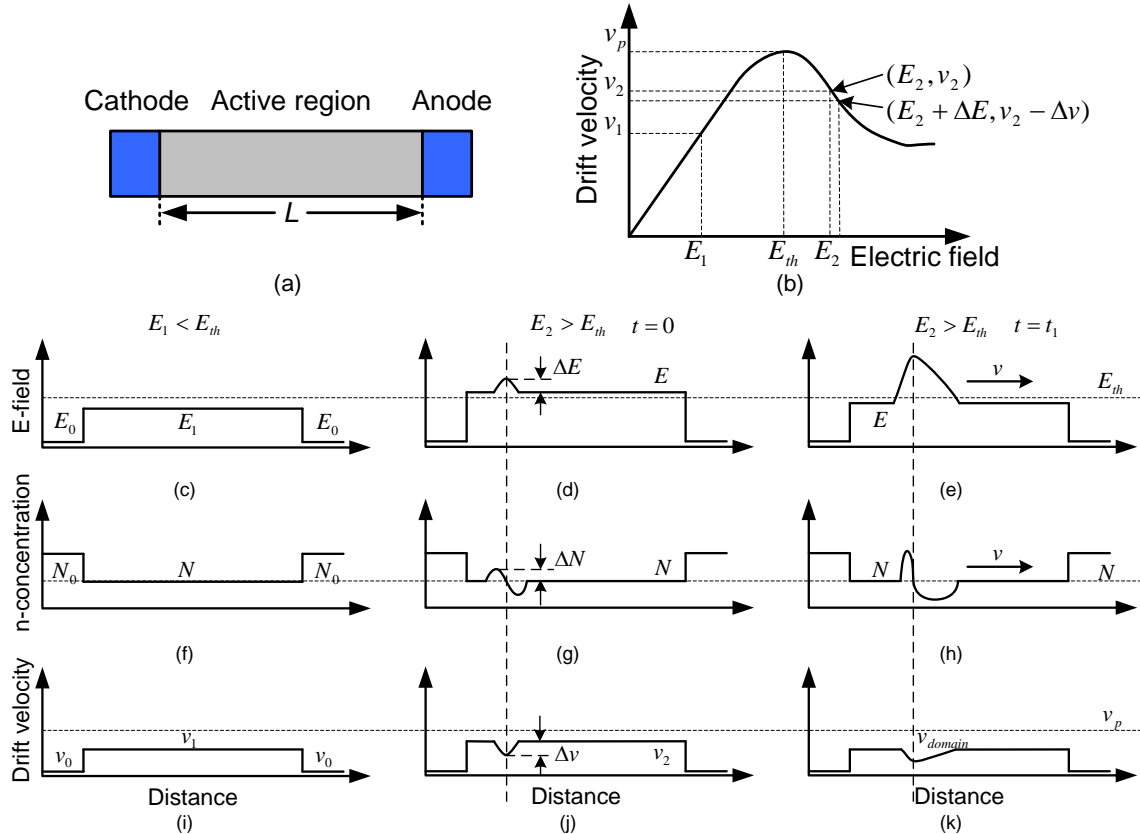 Cathode Active region Anode
L
(a)
Drift velocity
v_p
v_2
v_1
(E_2, v_2)
(E_2 + ΔE, v_2 − Δv)
E_1 E_th E_2 Electric field
(b)
E_1 < E_th
E_2 > E_th t = 0
E_2 > E_th t = t_1
E-field
E_0 E_1 E_0
ΔE E
E v E_th
(c)
(d)
(e)
n-concentration
N_0 N N_0
ΔN N
N v N
(f)
(g)
(h)
Drift velocity
v_0 v_1 v_0
Δv v_2
v_domain v_p
Distance
(i)
Distance
(j)
Distance
(k)